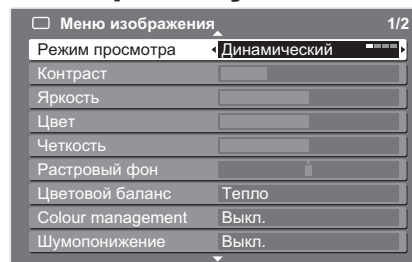 Меню изображения 1/2
Режим просмотра Динамический
Контраст
Яркость
Цвет
Четкость
Растровый фон
Цветовой баланс Тепло
Colour management Выкл.
Шумопонижение Выкл.